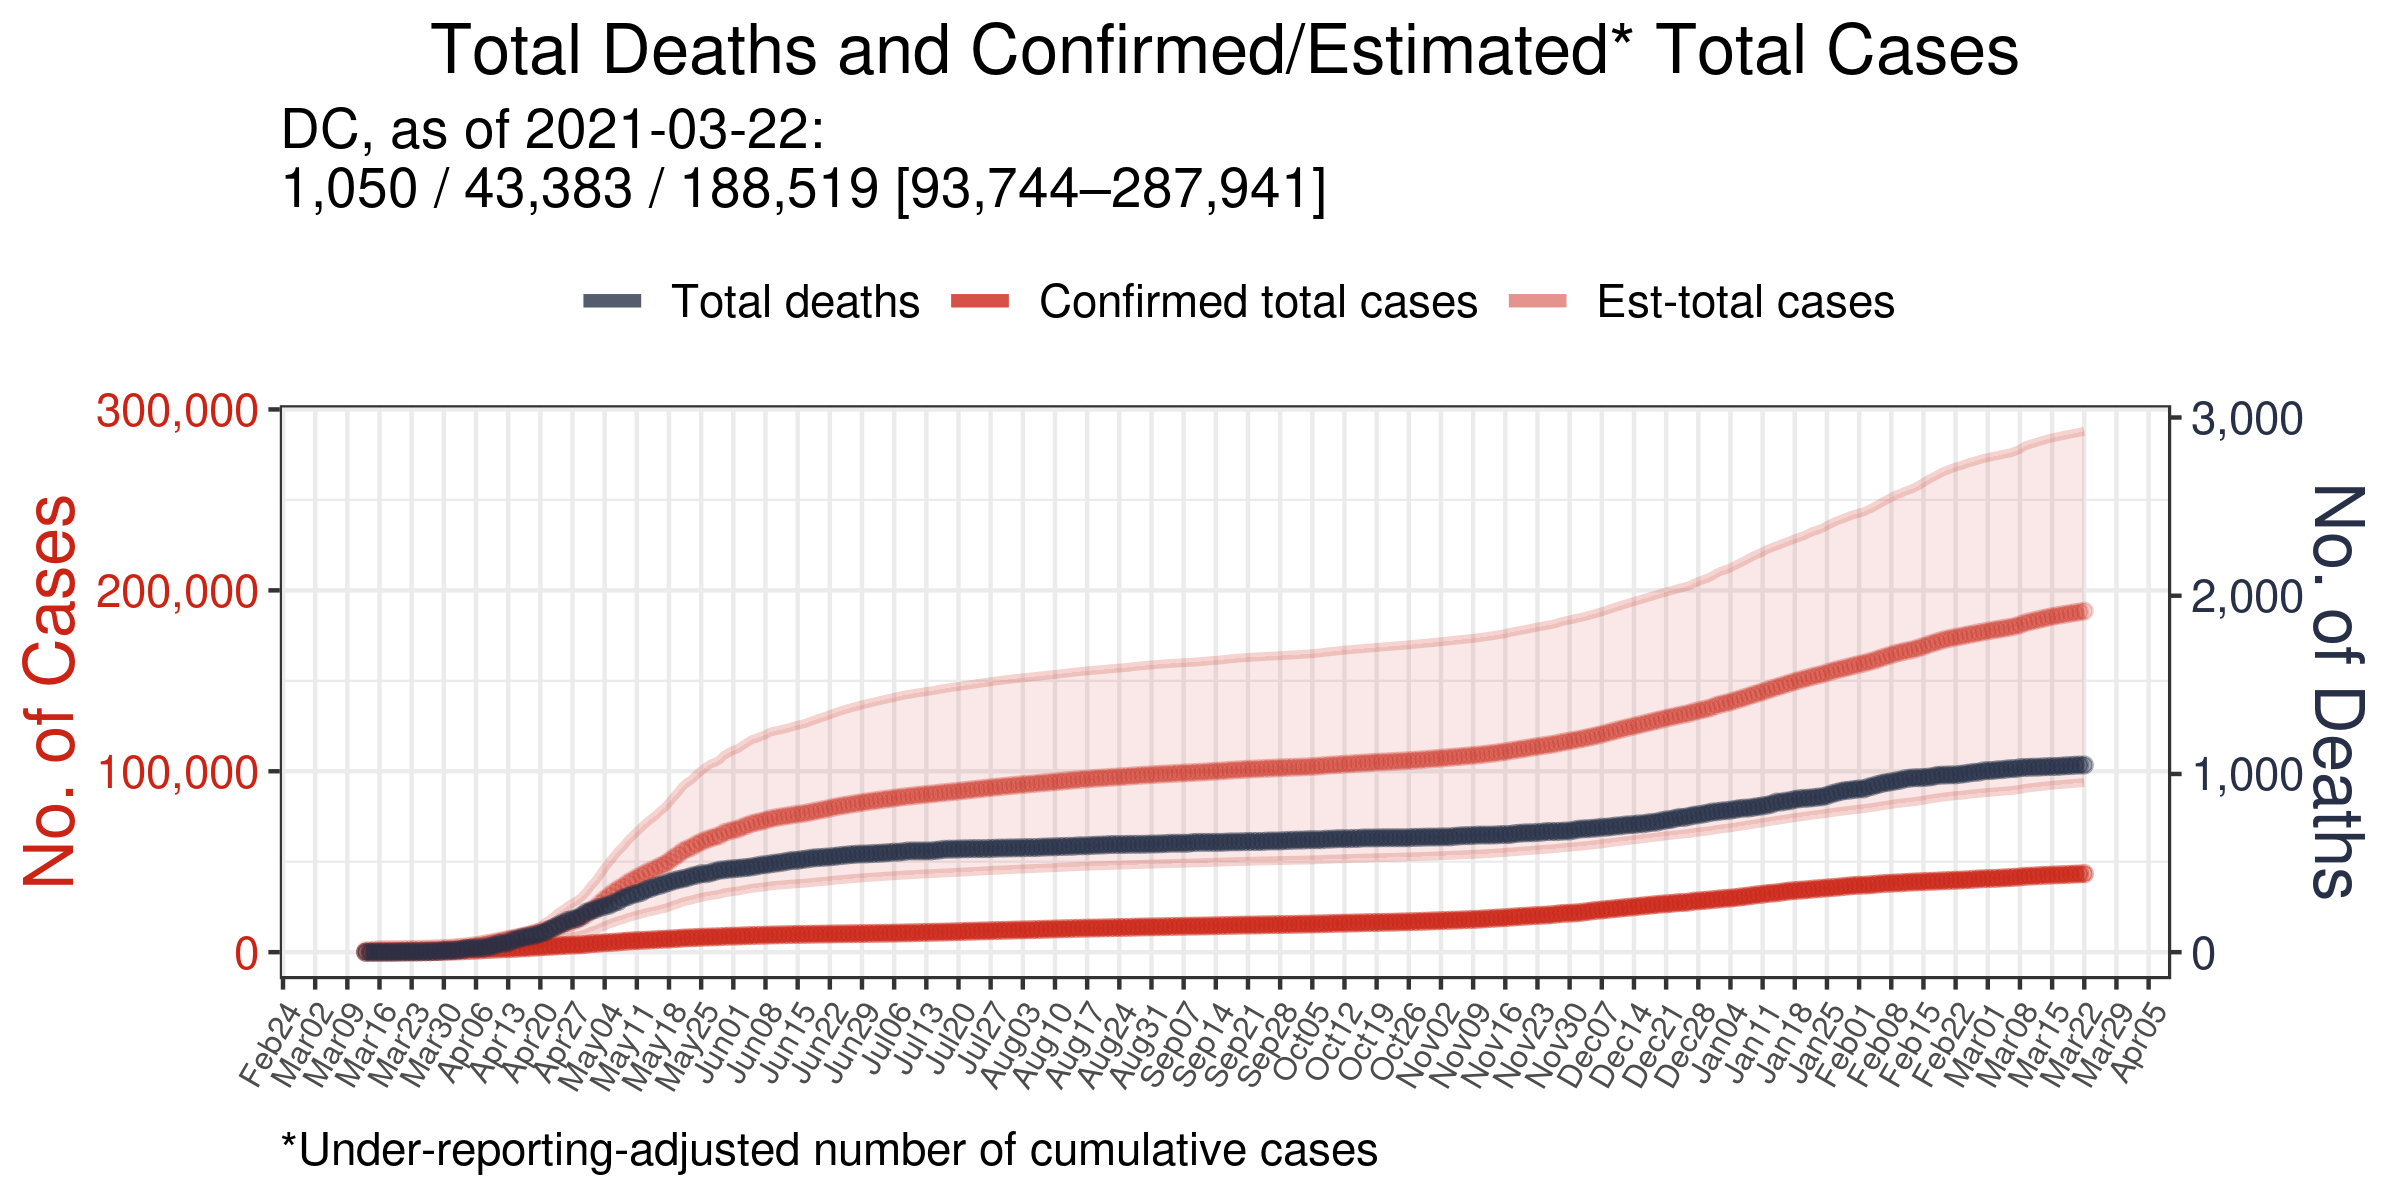 Total Deaths and Confirmed/Estimated* Total Cases
DC, as of 2021-03-22:
1,050 / 43,383 / 188,519 [93,744–287,941]
Total deaths
Confirmed total cases
Est-total cases
No. of Cases
300,000
200,000
100,000
0
3,000
2,000
1,000
0
No. of Deaths
Feb24
Mar02
Mar09
Mar16
Mar23
Mar30
Apr06
Apr13
Apr20
Apr27
May04
May11
May18
May25
Jun01
Jun08
Jun15
Jun22
Jun29
Jul06
Jul13
Jul20
Jul27
Aug03
Aug10
Aug17
Aug24
Aug31
Sep07
Sep14
Sep21
Sep28
Oct05
Oct12
Oct19
Oct26
Nov02
Nov09
Nov16
Nov23
Nov30
Dec07
Dec14
Dec21
Dec28
Jan04
Jan11
Jan18
Jan25
Feb01
Feb08
Feb15
Feb22
Mar01
Mar08
Mar15
Mar22
Mar29
Apr05
*Under-reporting-adjusted number of cumulative cases